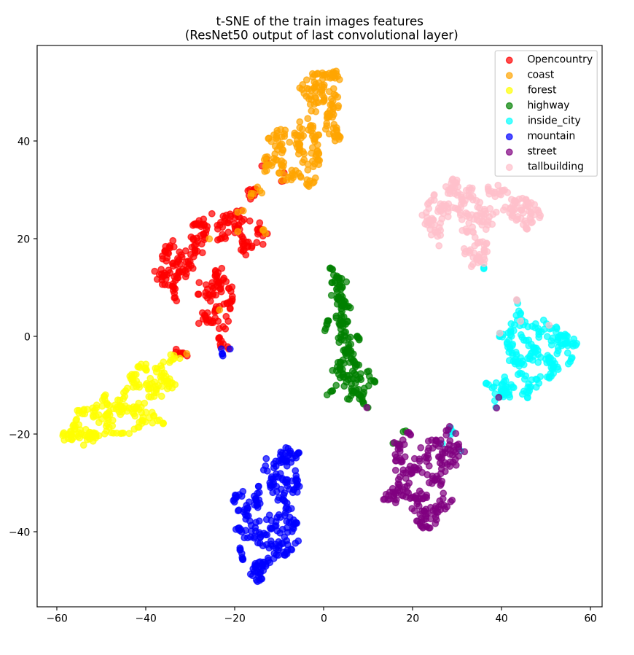 t-SNE of the train images features
(ResNet50 output of last convolutional layer)
Opencountry
coast
forest
highway
inside_city
mountain
street
tallbuilding
40
20
0
−20
−40
−60 −40 −20 0 20 40 60